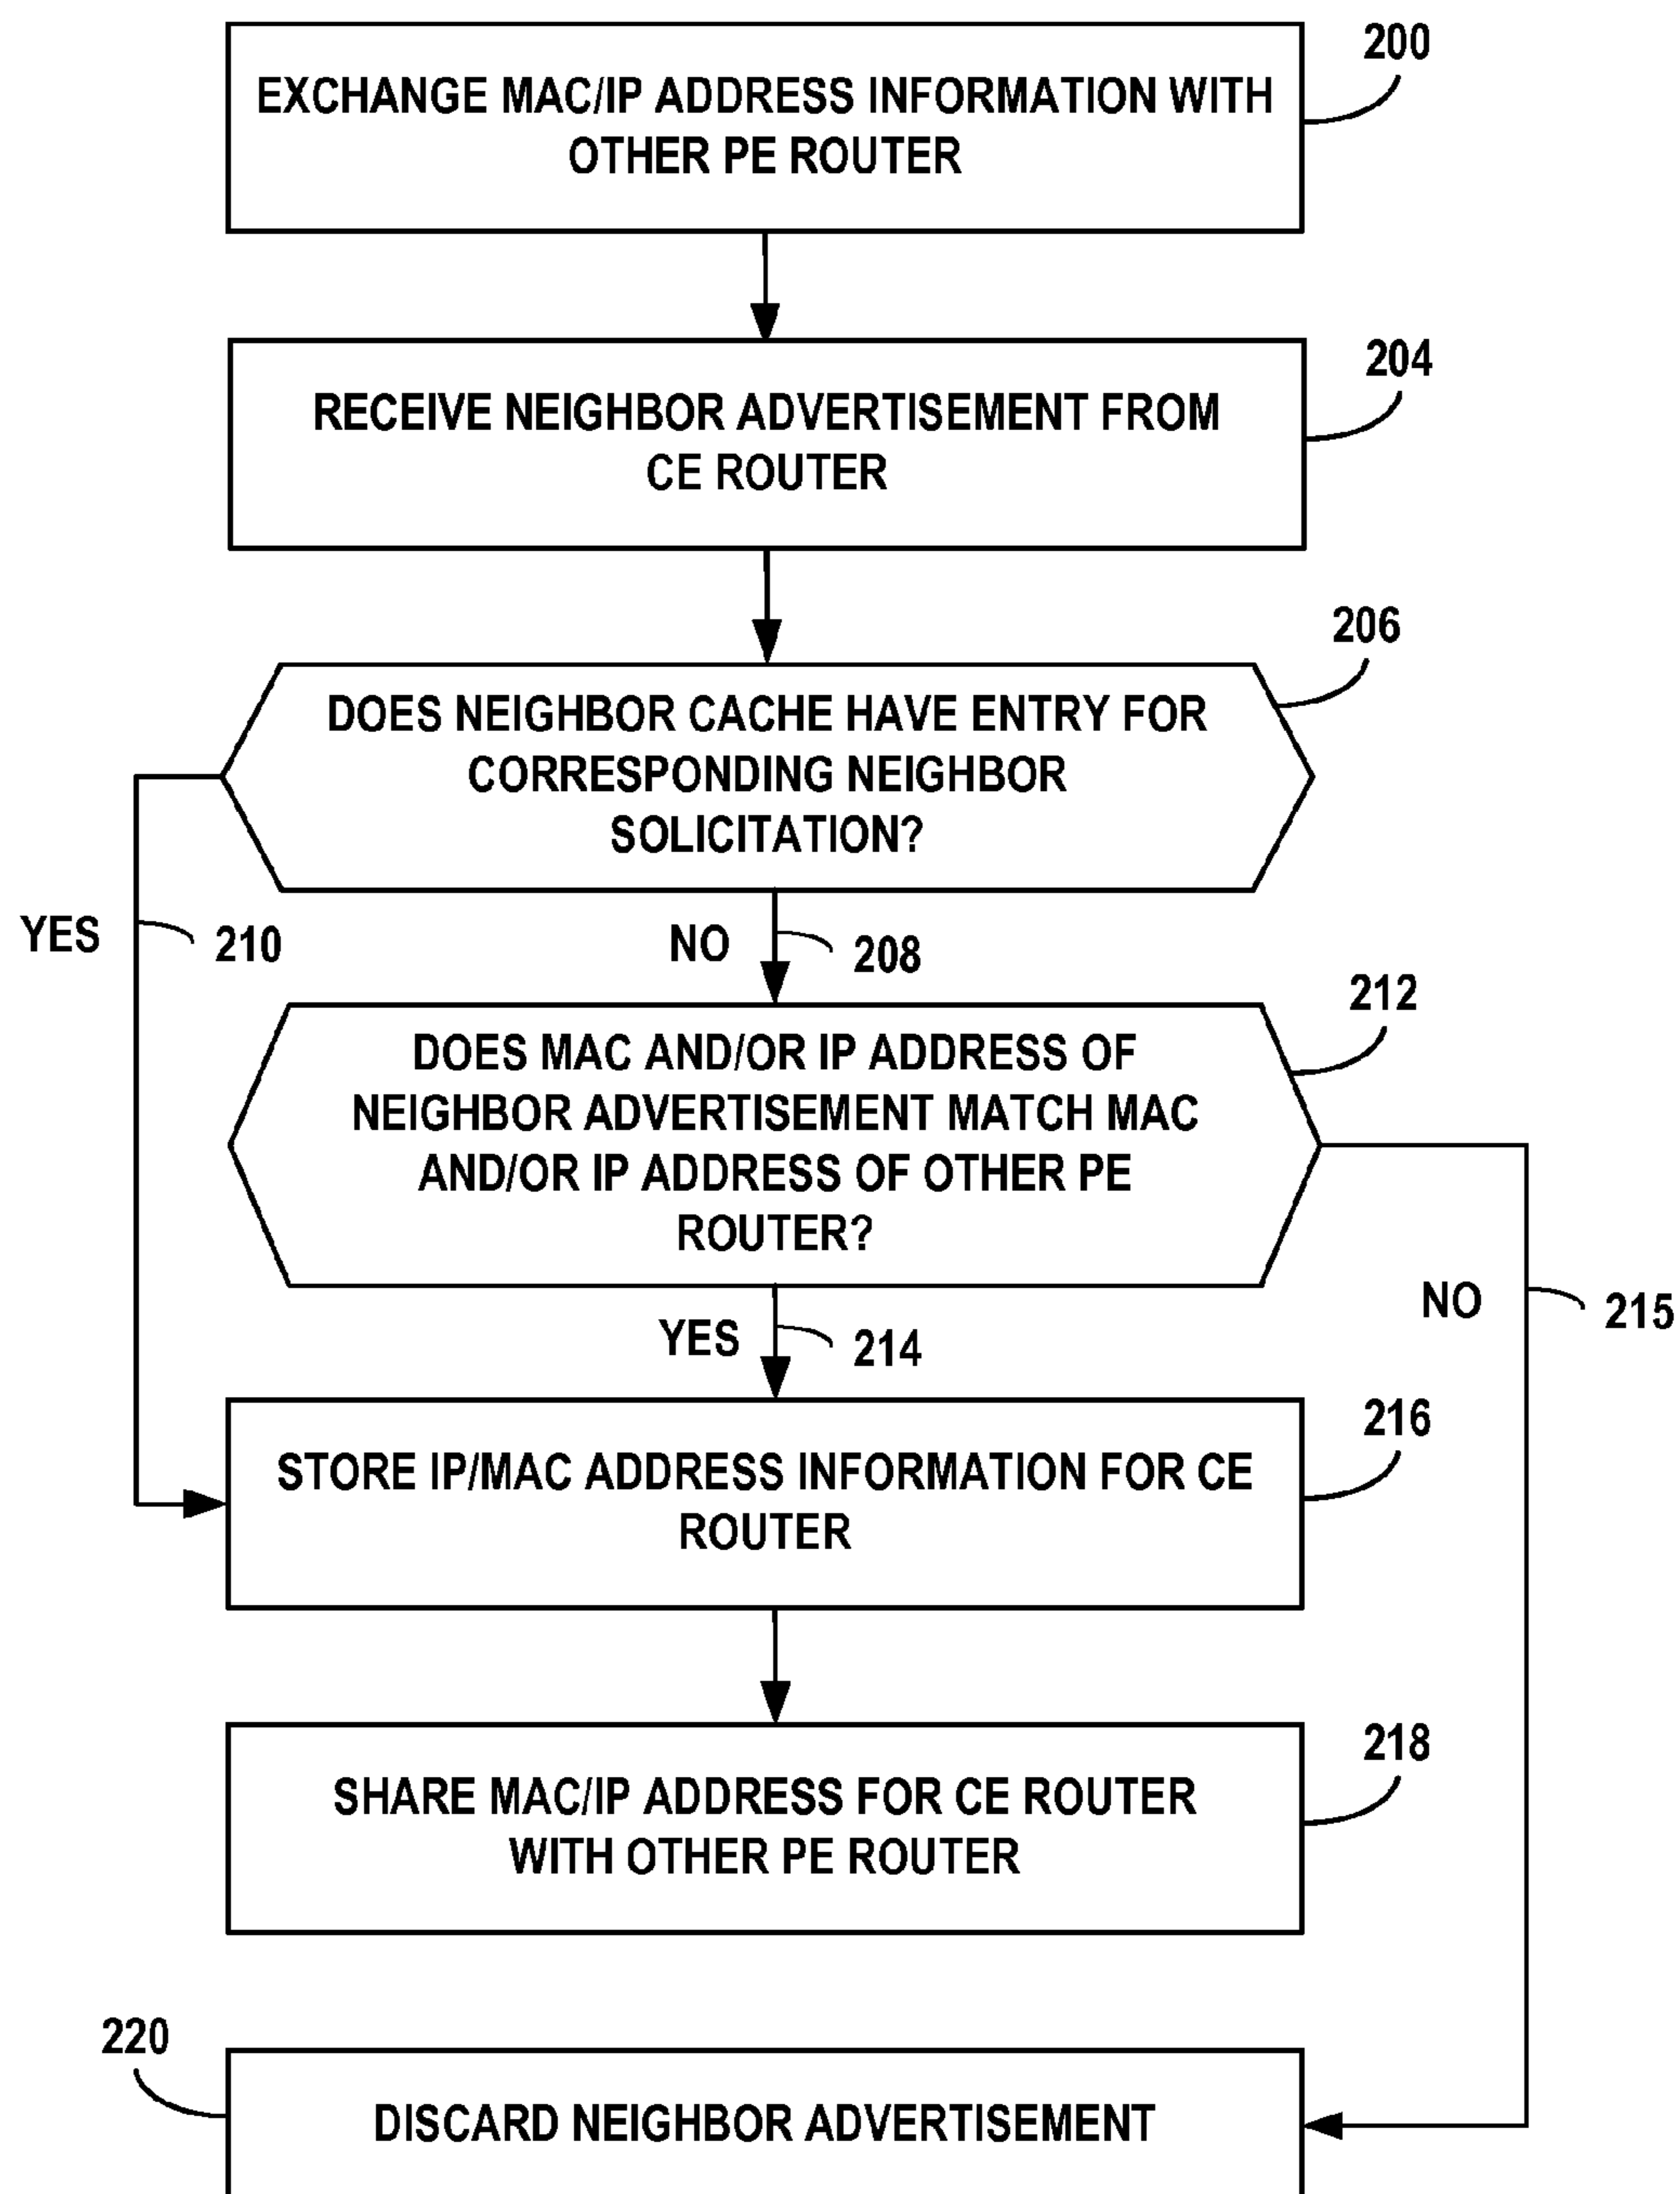 200
EXCHANGE MAC/IP ADDRESS INFORMATION WITH
OTHER PE ROUTER
204
RECEIVE NEIGHBOR ADVERTISEMENT FROM
CE ROUTER
206
DOES NEIGHBOR CACHE HAVE ENTRY FOR
CORRESPONDING NEIGHBOR
SOLICITATION?
YES
210
NO
208
212
DOES MAC AND/OR IP ADDRESS OF
NEIGHBOR ADVERTISEMENT MATCH MAC
AND/OR IP ADDRESS OF OTHER PE
ROUTER?
NO
215
YES
214
216
STORE IP/MAC ADDRESS INFORMATION FOR CE
ROUTER
218
SHARE MAC/IP ADDRESS FOR CE ROUTER
WITH OTHER PE ROUTER
220
DISCARD NEIGHBOR ADVERTISEMENT